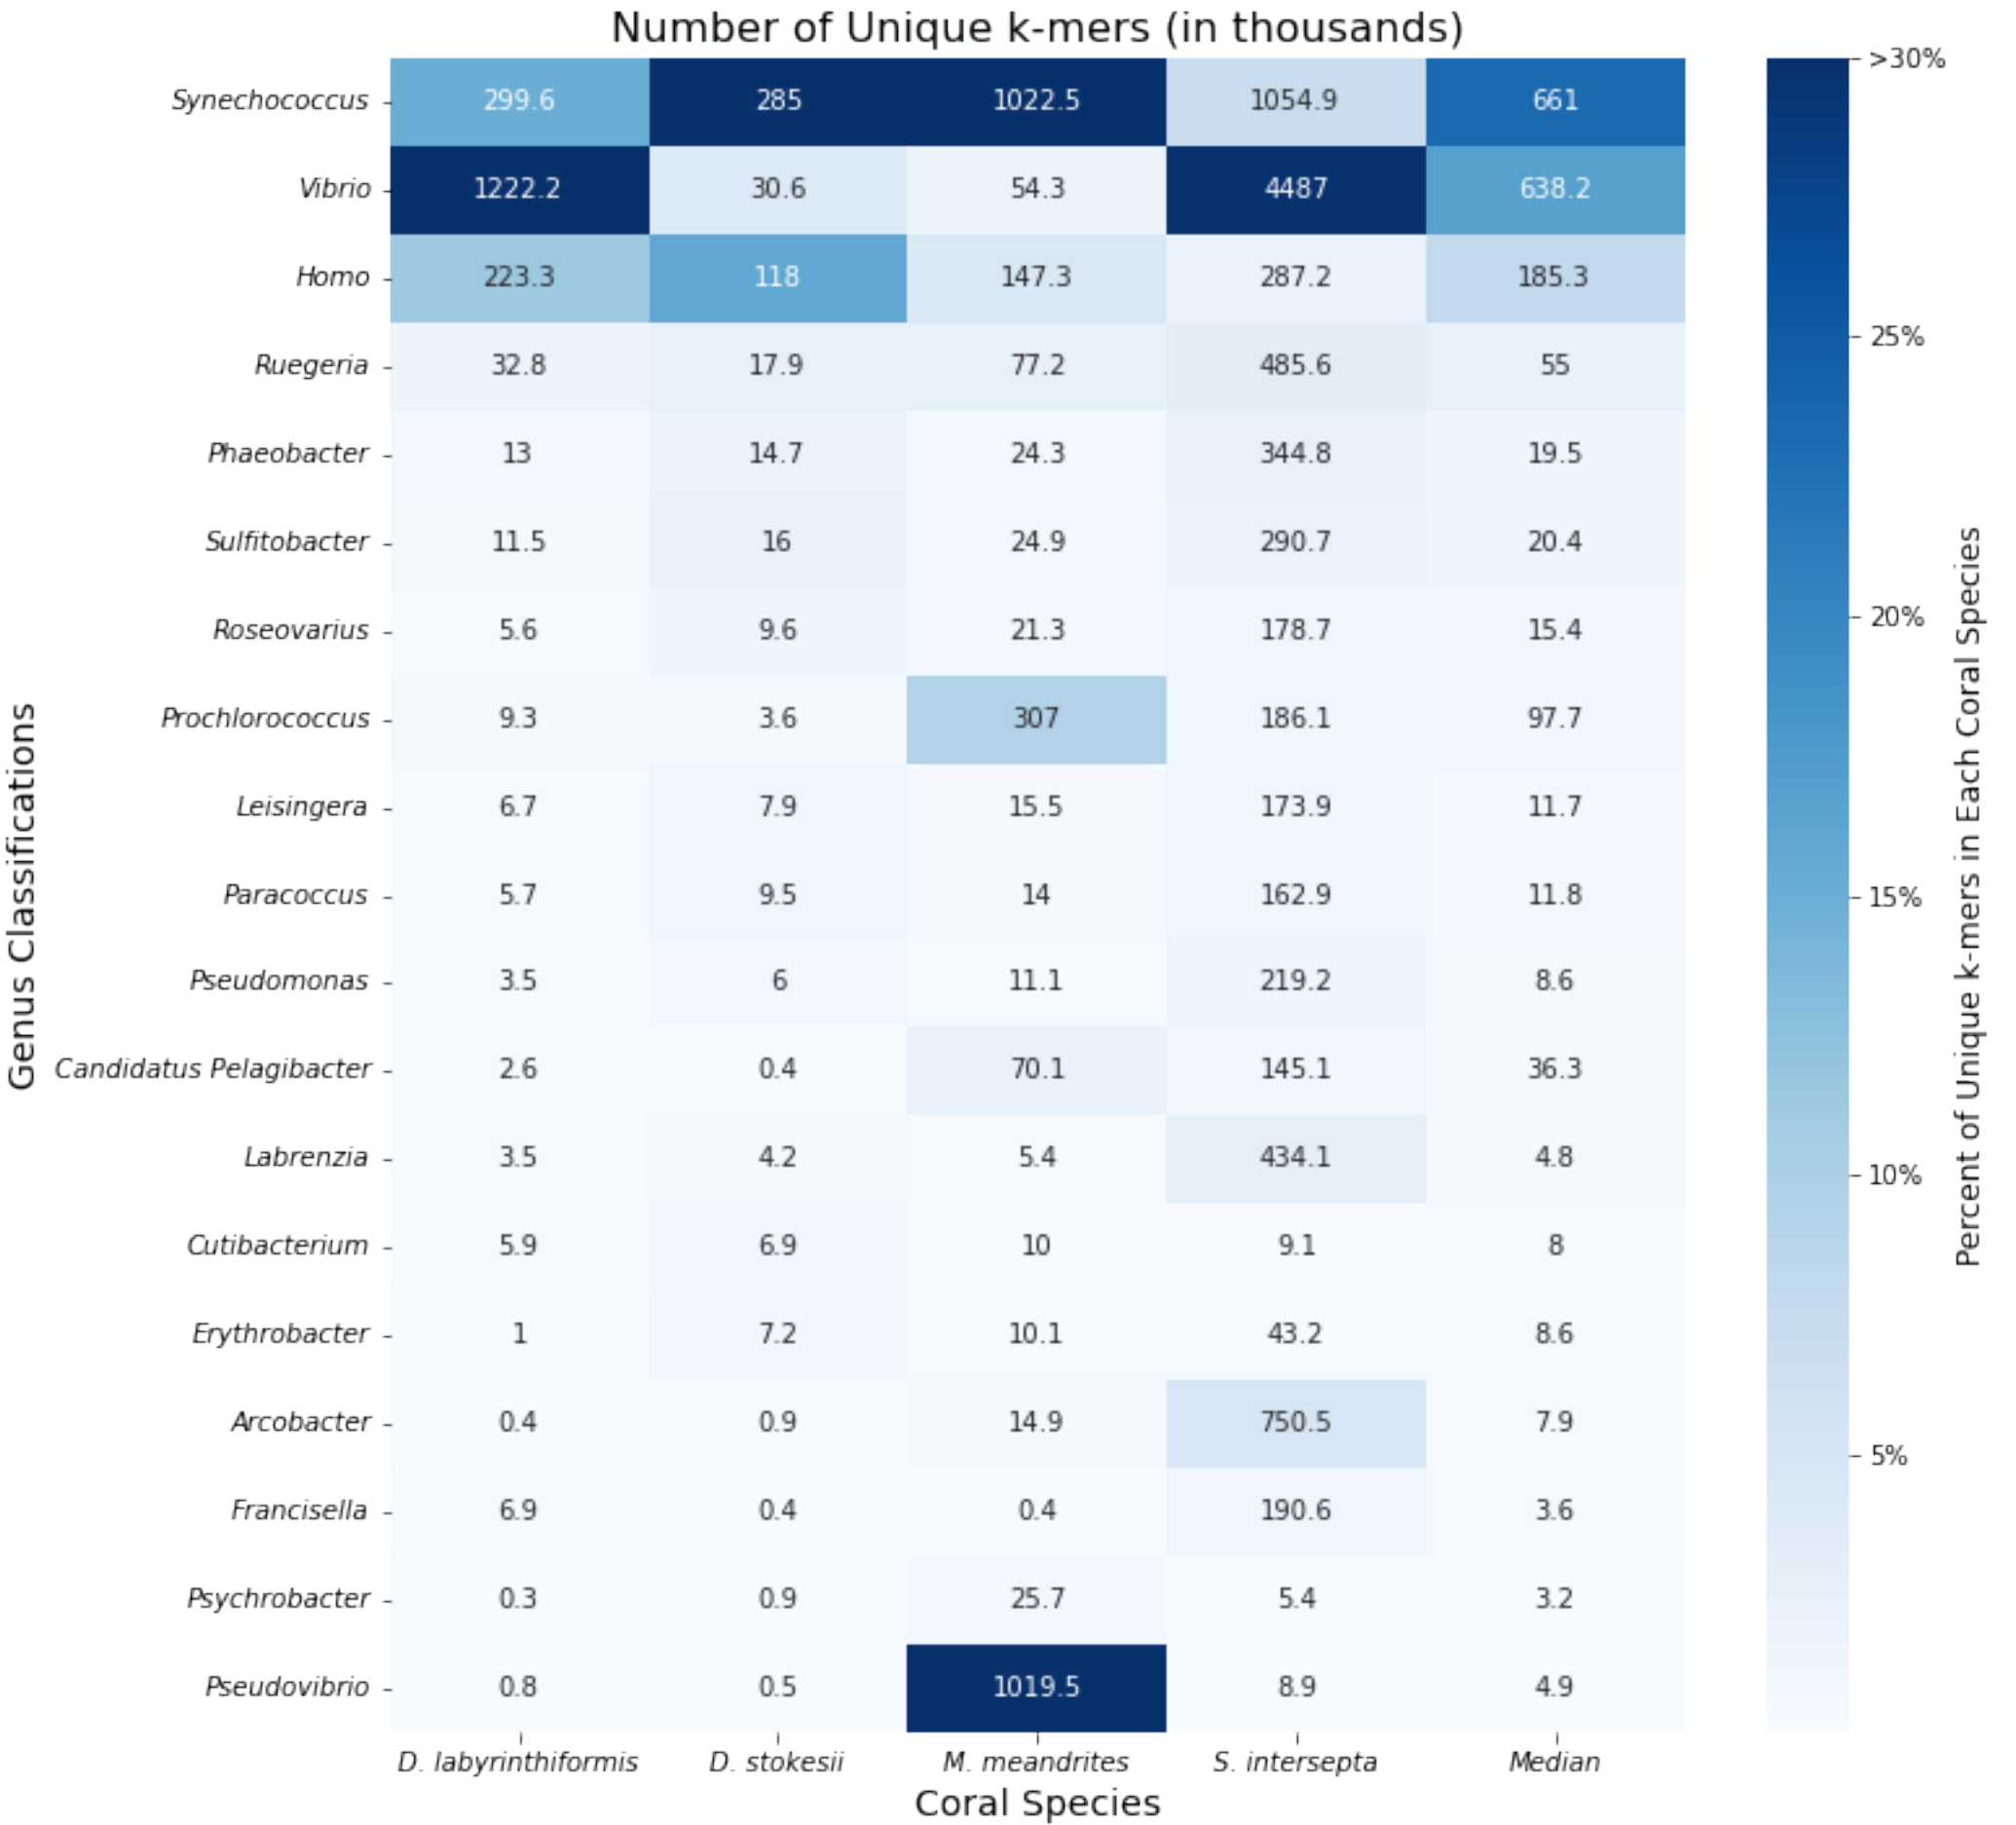 Number of Unique k-mers (in thousands)
Synechococcus 299.6 285 1022.5 1054.9 661
Vibrio 1222.2 30.6 54.3 4487 638.2
Homo 223.3 118 147.3 287.2 185.3
Ruegeria 32.8 17.9 77.2 485.6 55
Phaeobacter 13 14.7 24.3 344.8 19.5
Sulfitobacter 11.5 16 24.9 290.7 20.4
Roseovarius 5.6 9.6 21.3 178.7 15.4
Prochlorococcus 9.3 3.6 307 186.1 97.7
Leisingera 6.7 7.9 15.5 173.9 11.7
Paracoccus 5.7 9.5 14 162.9 11.8
Pseudomonas 3.5 6 11.1 219.2 8.6
Candidatus Pelagibacter 2.6 0.4 70.1 145.1 36.3
Labrenzia 3.5 4.2 5.4 434.1 4.8
Cutibacterium 5.9 6.9 10 9.1 8
Erythrobacter 1 7.2 10.1 43.2 8.6
Arcobacter 0.4 0.9 14.9 750.5 7.9
Francisella 6.9 0.4 0.4 190.6 3.6
Psychrobacter 0.3 0.9 25.7 5.4 3.2
Pseudovibrio 0.8 0.5 1019.5 8.9 4.9
D. labyrinthiformis D. stokesii M. meandrites S. intersepta Median
Coral Species
Genus Classifications
>30%
25%
20%
15%
10%
5%
Percent of Unique k-mers in Each Coral Species